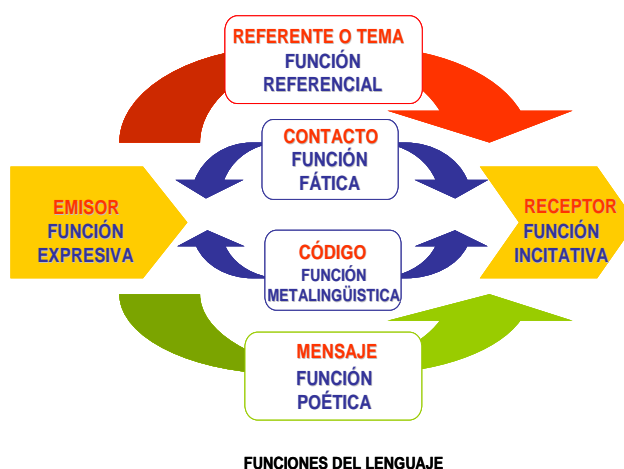 REFERENTE O TEMA
FUNCIÓN
REFERENCIAL
CONTACTO
FUNCIÓN
FÁTICA
EMISOR
FUNCIÓN
EXPRESIVA
RECEPTOR
FUNCIÓN
INCITATIVA
CÓDIGO
FUNCIÓN
METALINGÜISTICA
MENSAJE
FUNCIÓN
POÉTICA
FUNCIONES DEL LENGUAJE